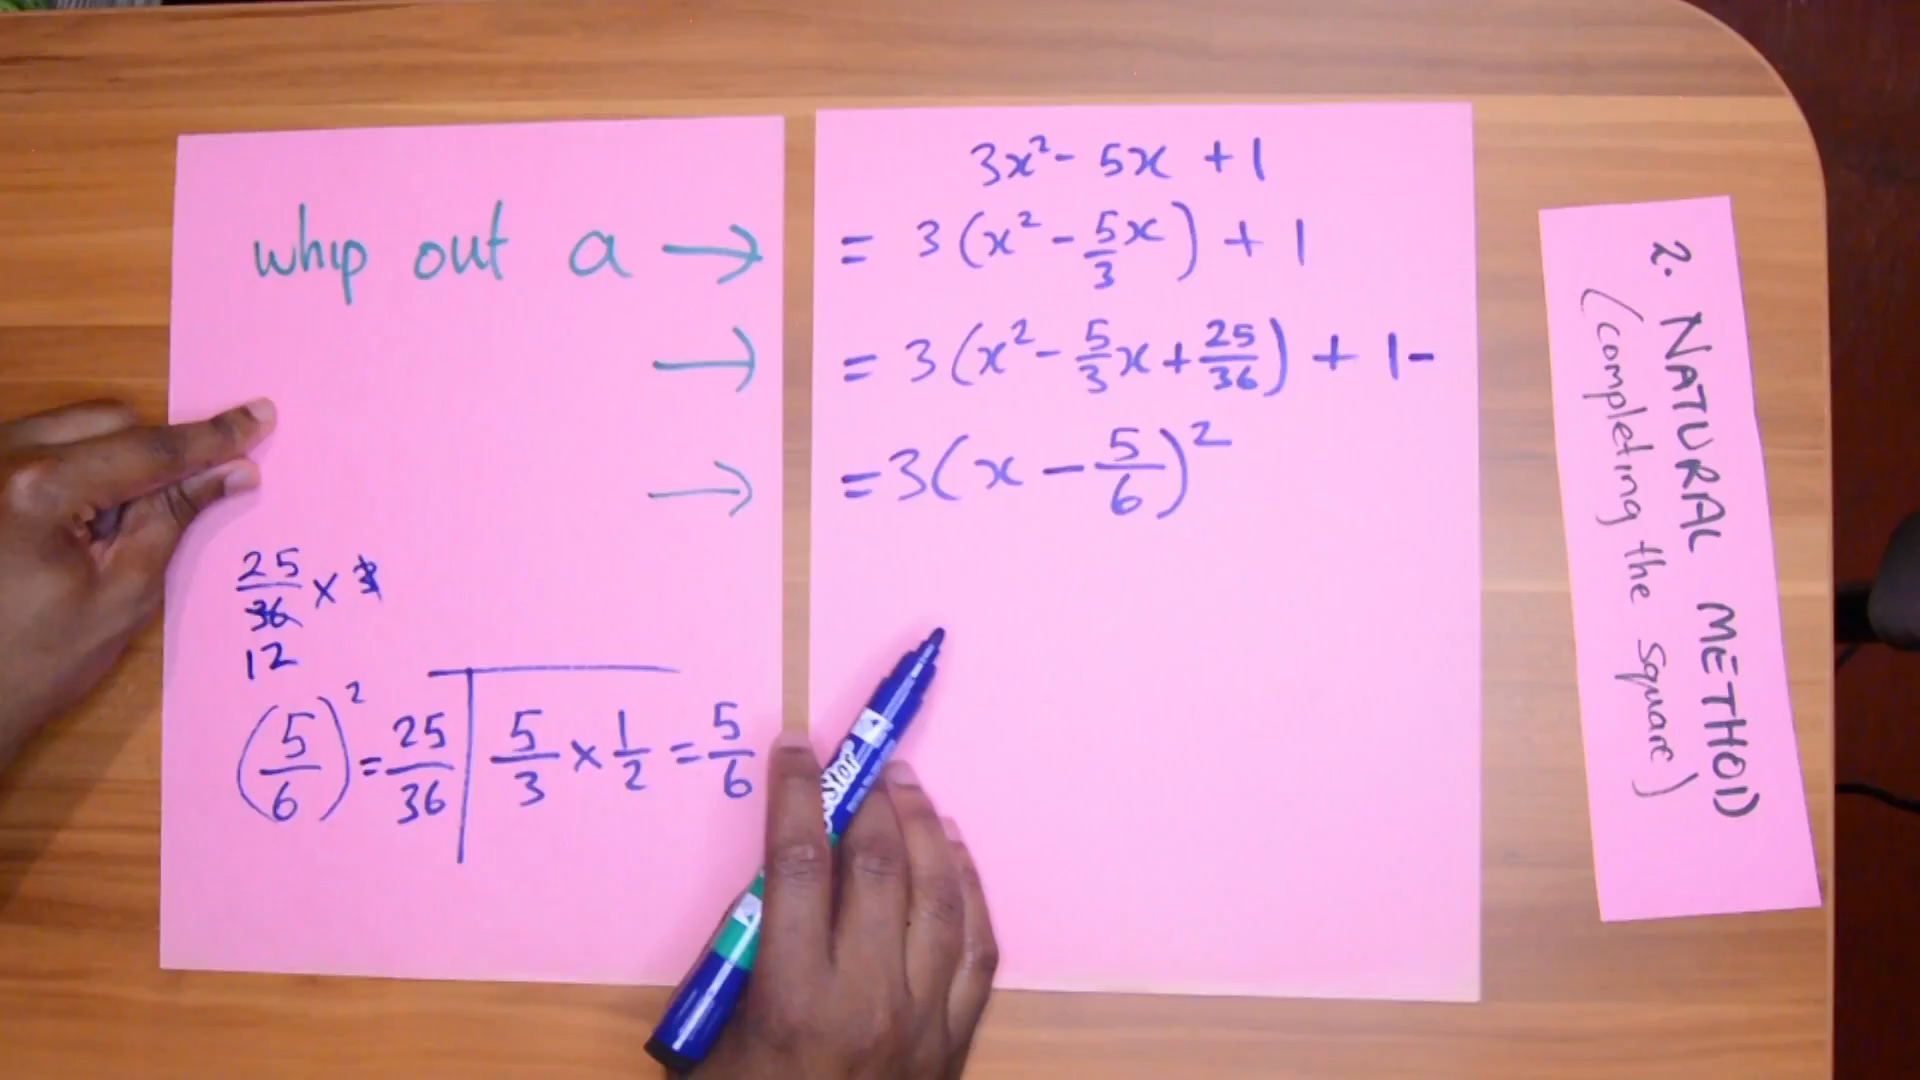 whip out a →
→
→
25/36 × 3
12
(5/6)² = 25/36 | 5/3 × 1/2 = 5/6
3x² - 5x + 1
= 3(x² - 5/3x) + 1
= 3(x² - 5/3x + 25/36) + 1 -
= 3(x - 5/6)²
2. NATURAL METHOD
(completing the square)